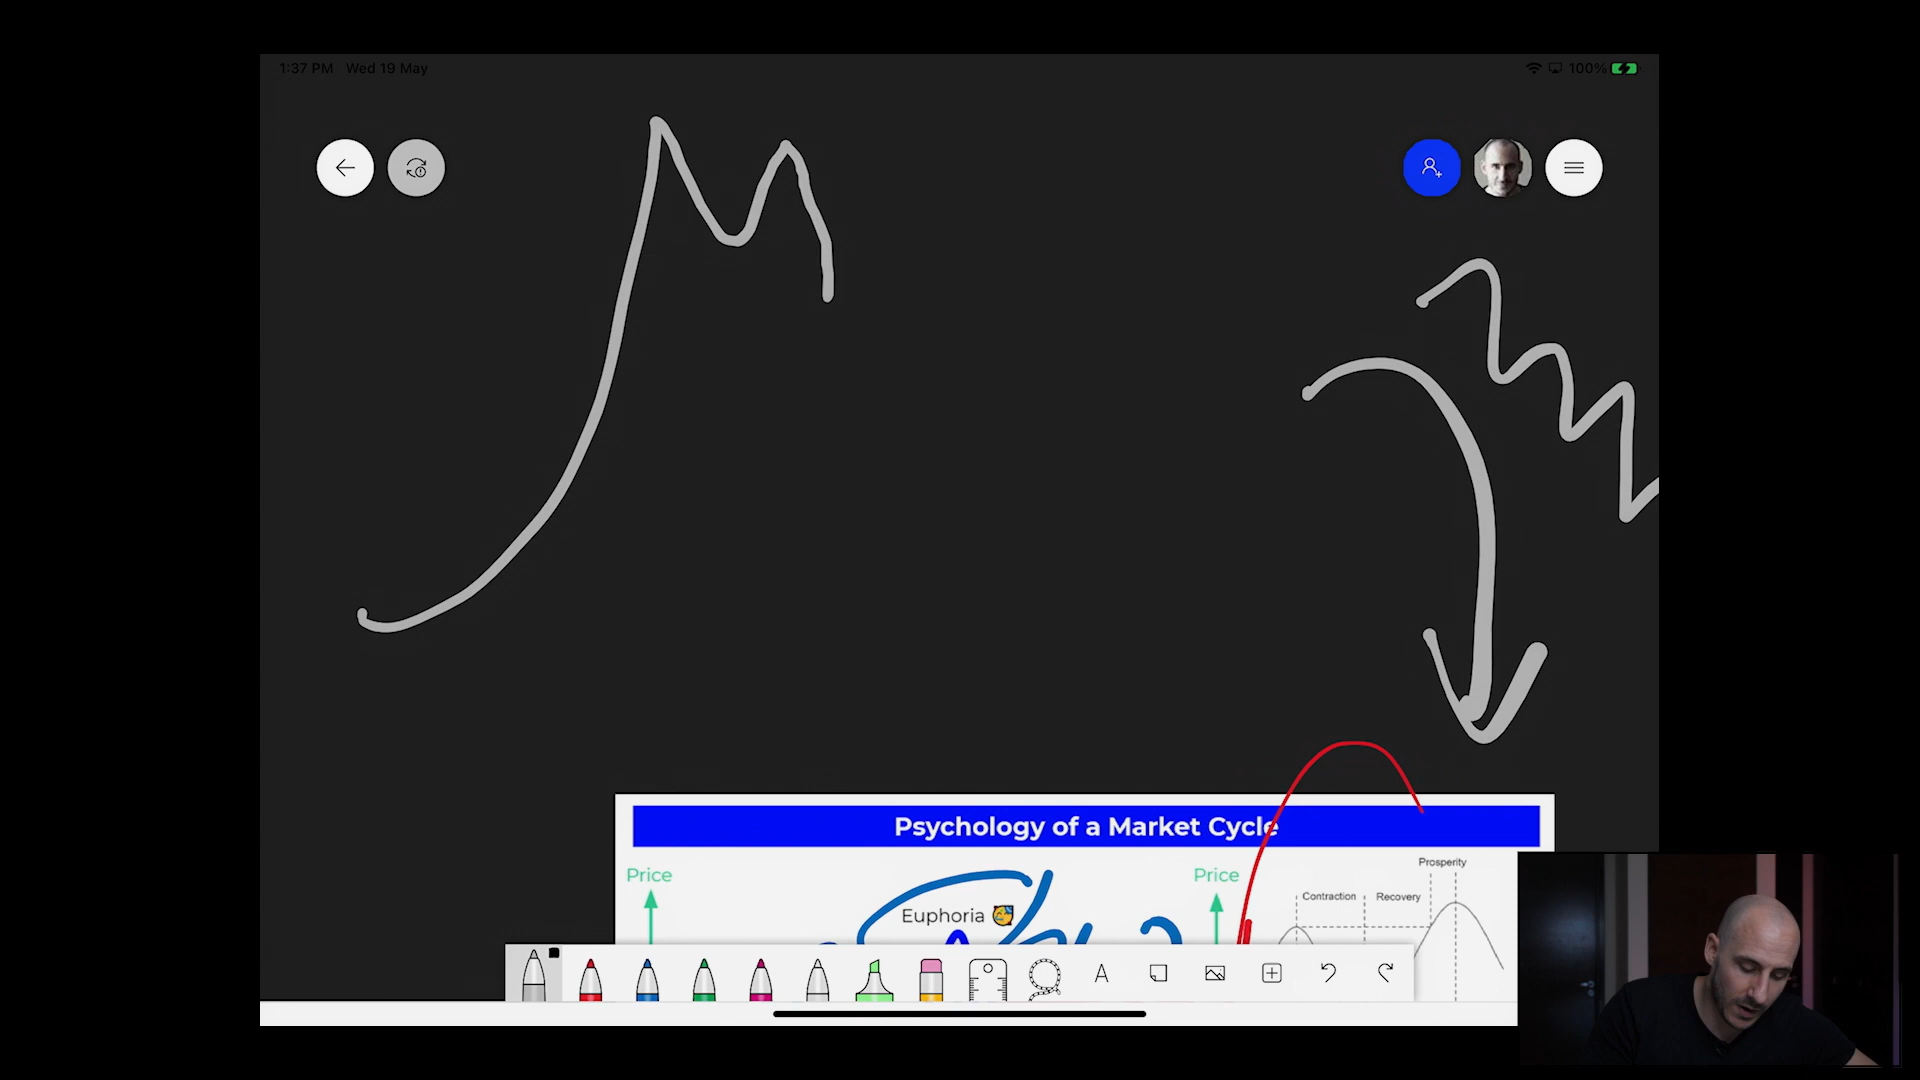 1:37 PM Wed 19 May
100%
Psychology of a Market Cycle
Price
Euphoria
Price
Prosperity
Contraction
Recovery
A